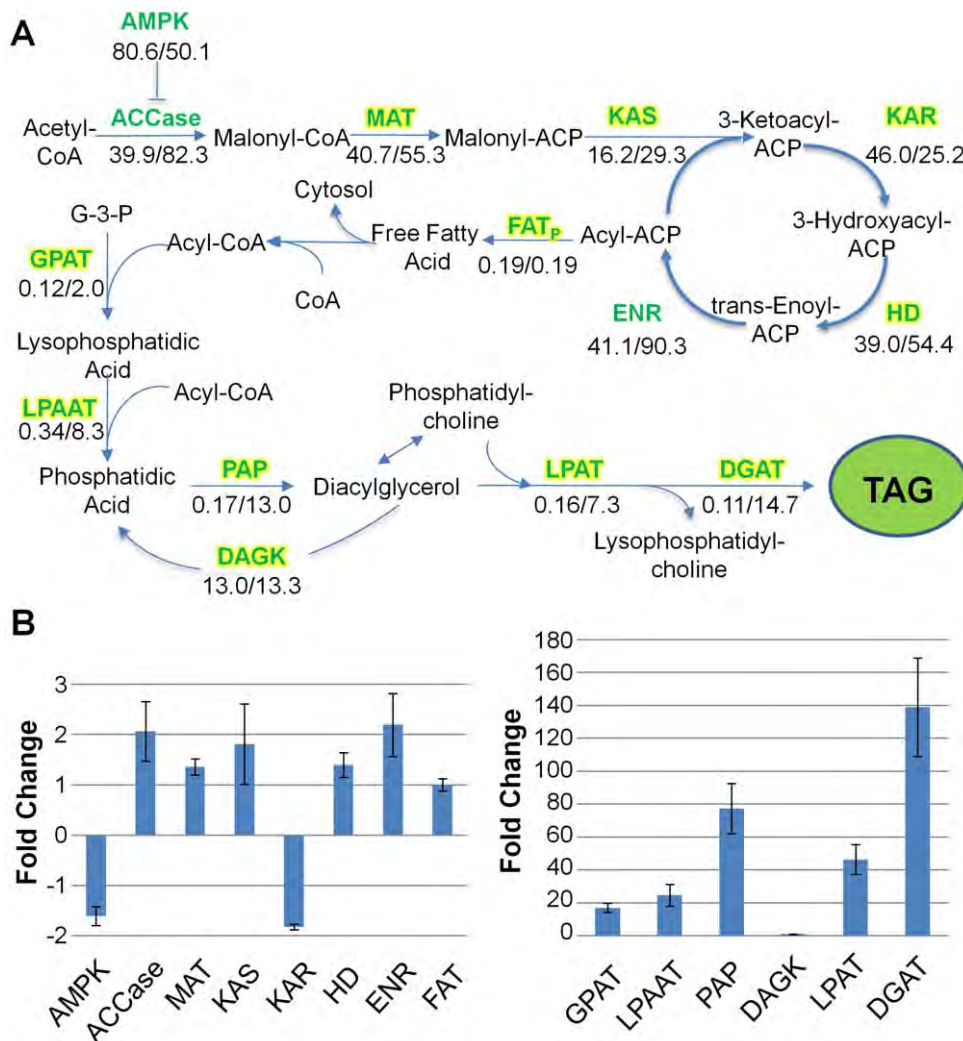 A
AMPK
80.6/50.1
Acetyl-
CoA
ACCase
39.9/82.3
Malonyl-CoA
MAT
40.7/55.3
Malonyl-ACP
KAS
16.2/29.3
3-Ketoacyl-
ACP
KAR
46.0/25.2
3-Hydroxyacyl-
ACP
HD
39.0/54.4
trans-Enoyl-
ACP
ENR
41.1/90.3
Acyl-ACP
FATP
0.19/0.19
Free Fatty
Acid
Cytosol
CoA
Acyl-CoA
G-3-P
GPAT
0.12/2.0
Lysophosphatidic
Acid
LPAAT
0.34/8.3
Acyl-CoA
Phosphatidic
Acid
PAP
0.17/13.0
Diacylglycerol
Phosphatidyl-
choline
DAGK
13.0/13.3
LPAT
0.16/7.3
Lysophosphatidyl-
choline
DGAT
0.11/14.7
TAG
B
Fold Change
3
2
1
0
-1
-2
AMPK
ACCase
MAT
KAS
KAR
HD
ENR
FAT
Fold Change
180
160
140
120
100
80
60
40
20
0
GPAT
LPAAT
PAP
DAGK
LPAT
DGAT